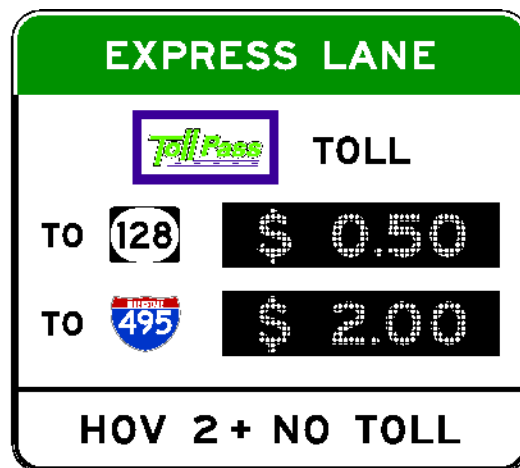 EXPRESS LANE
TollPass TOLL
TO 128 $ 0.50
INTERSTATE
TO 495 $ 2.00
HOV 2+ NO TOLL